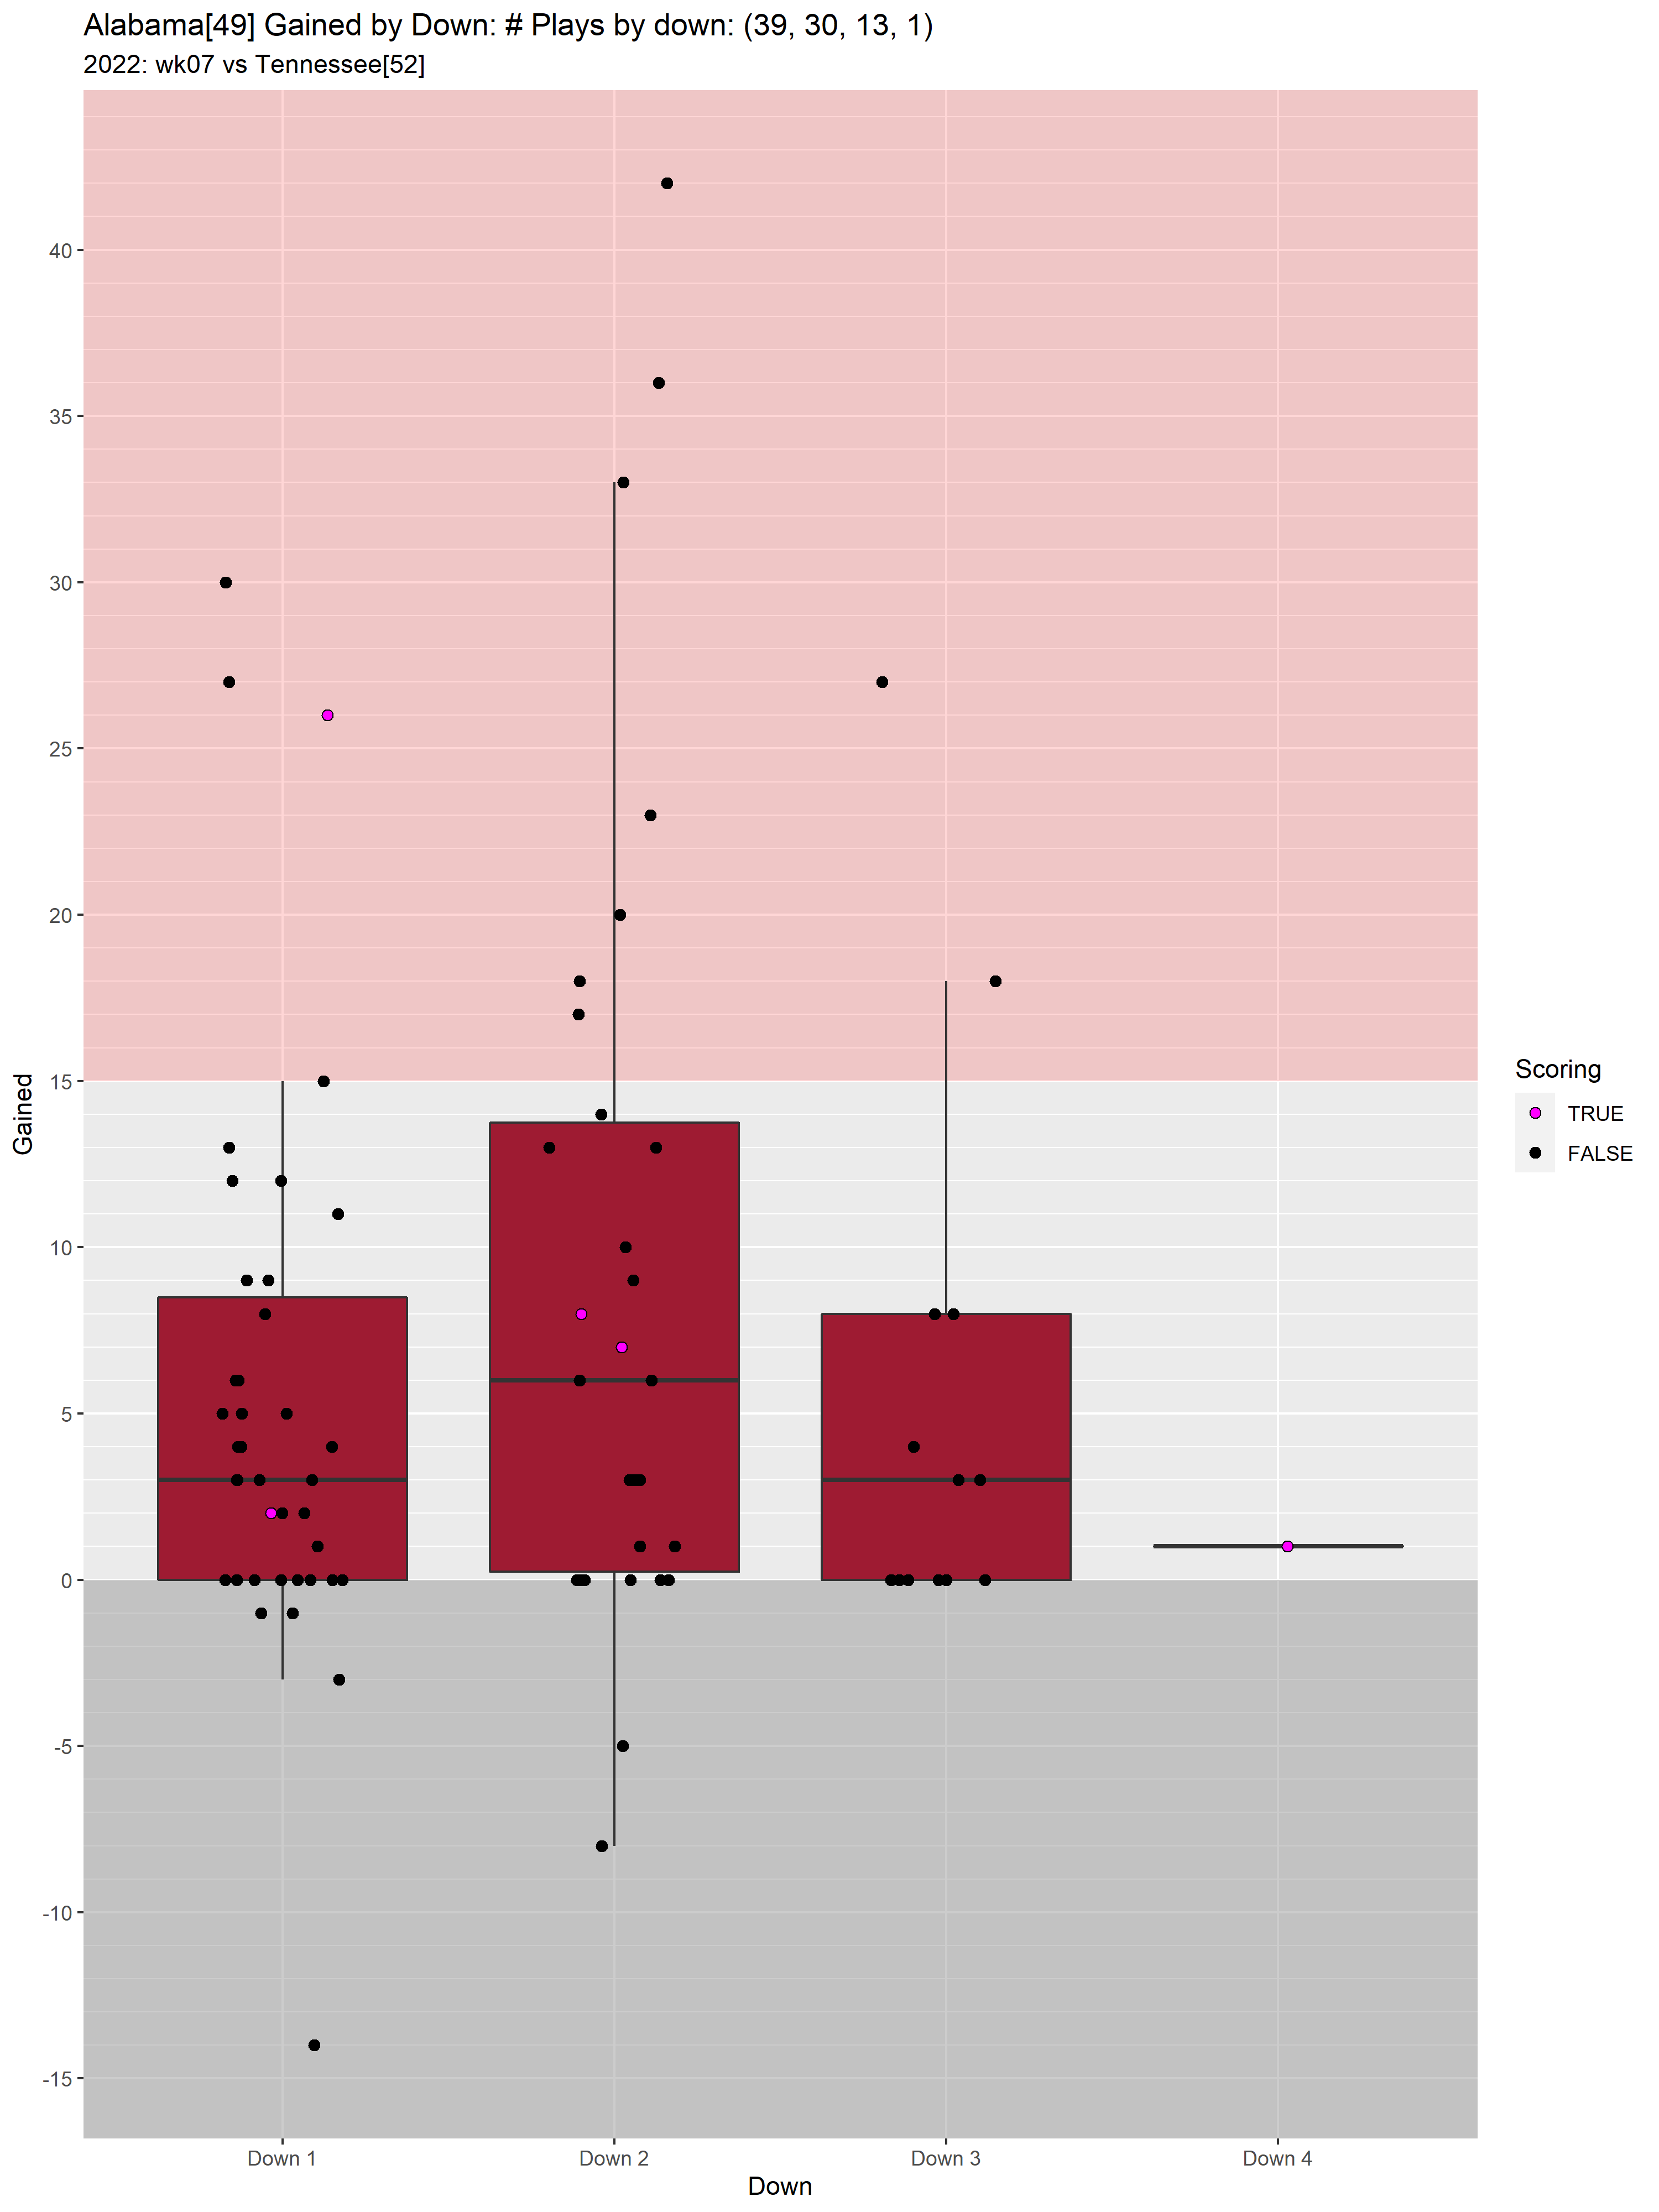 Alabama[49] Gained by Down: # Plays by down: (39, 30, 13, 1)
2022: wk07 vs Tennessee[52]
Gained
40
35
30
25
20
15
10
5
0
-5
-10
-15
Down 1
Down 2
Down 3
Down 4
Down
Scoring
TRUE
FALSE